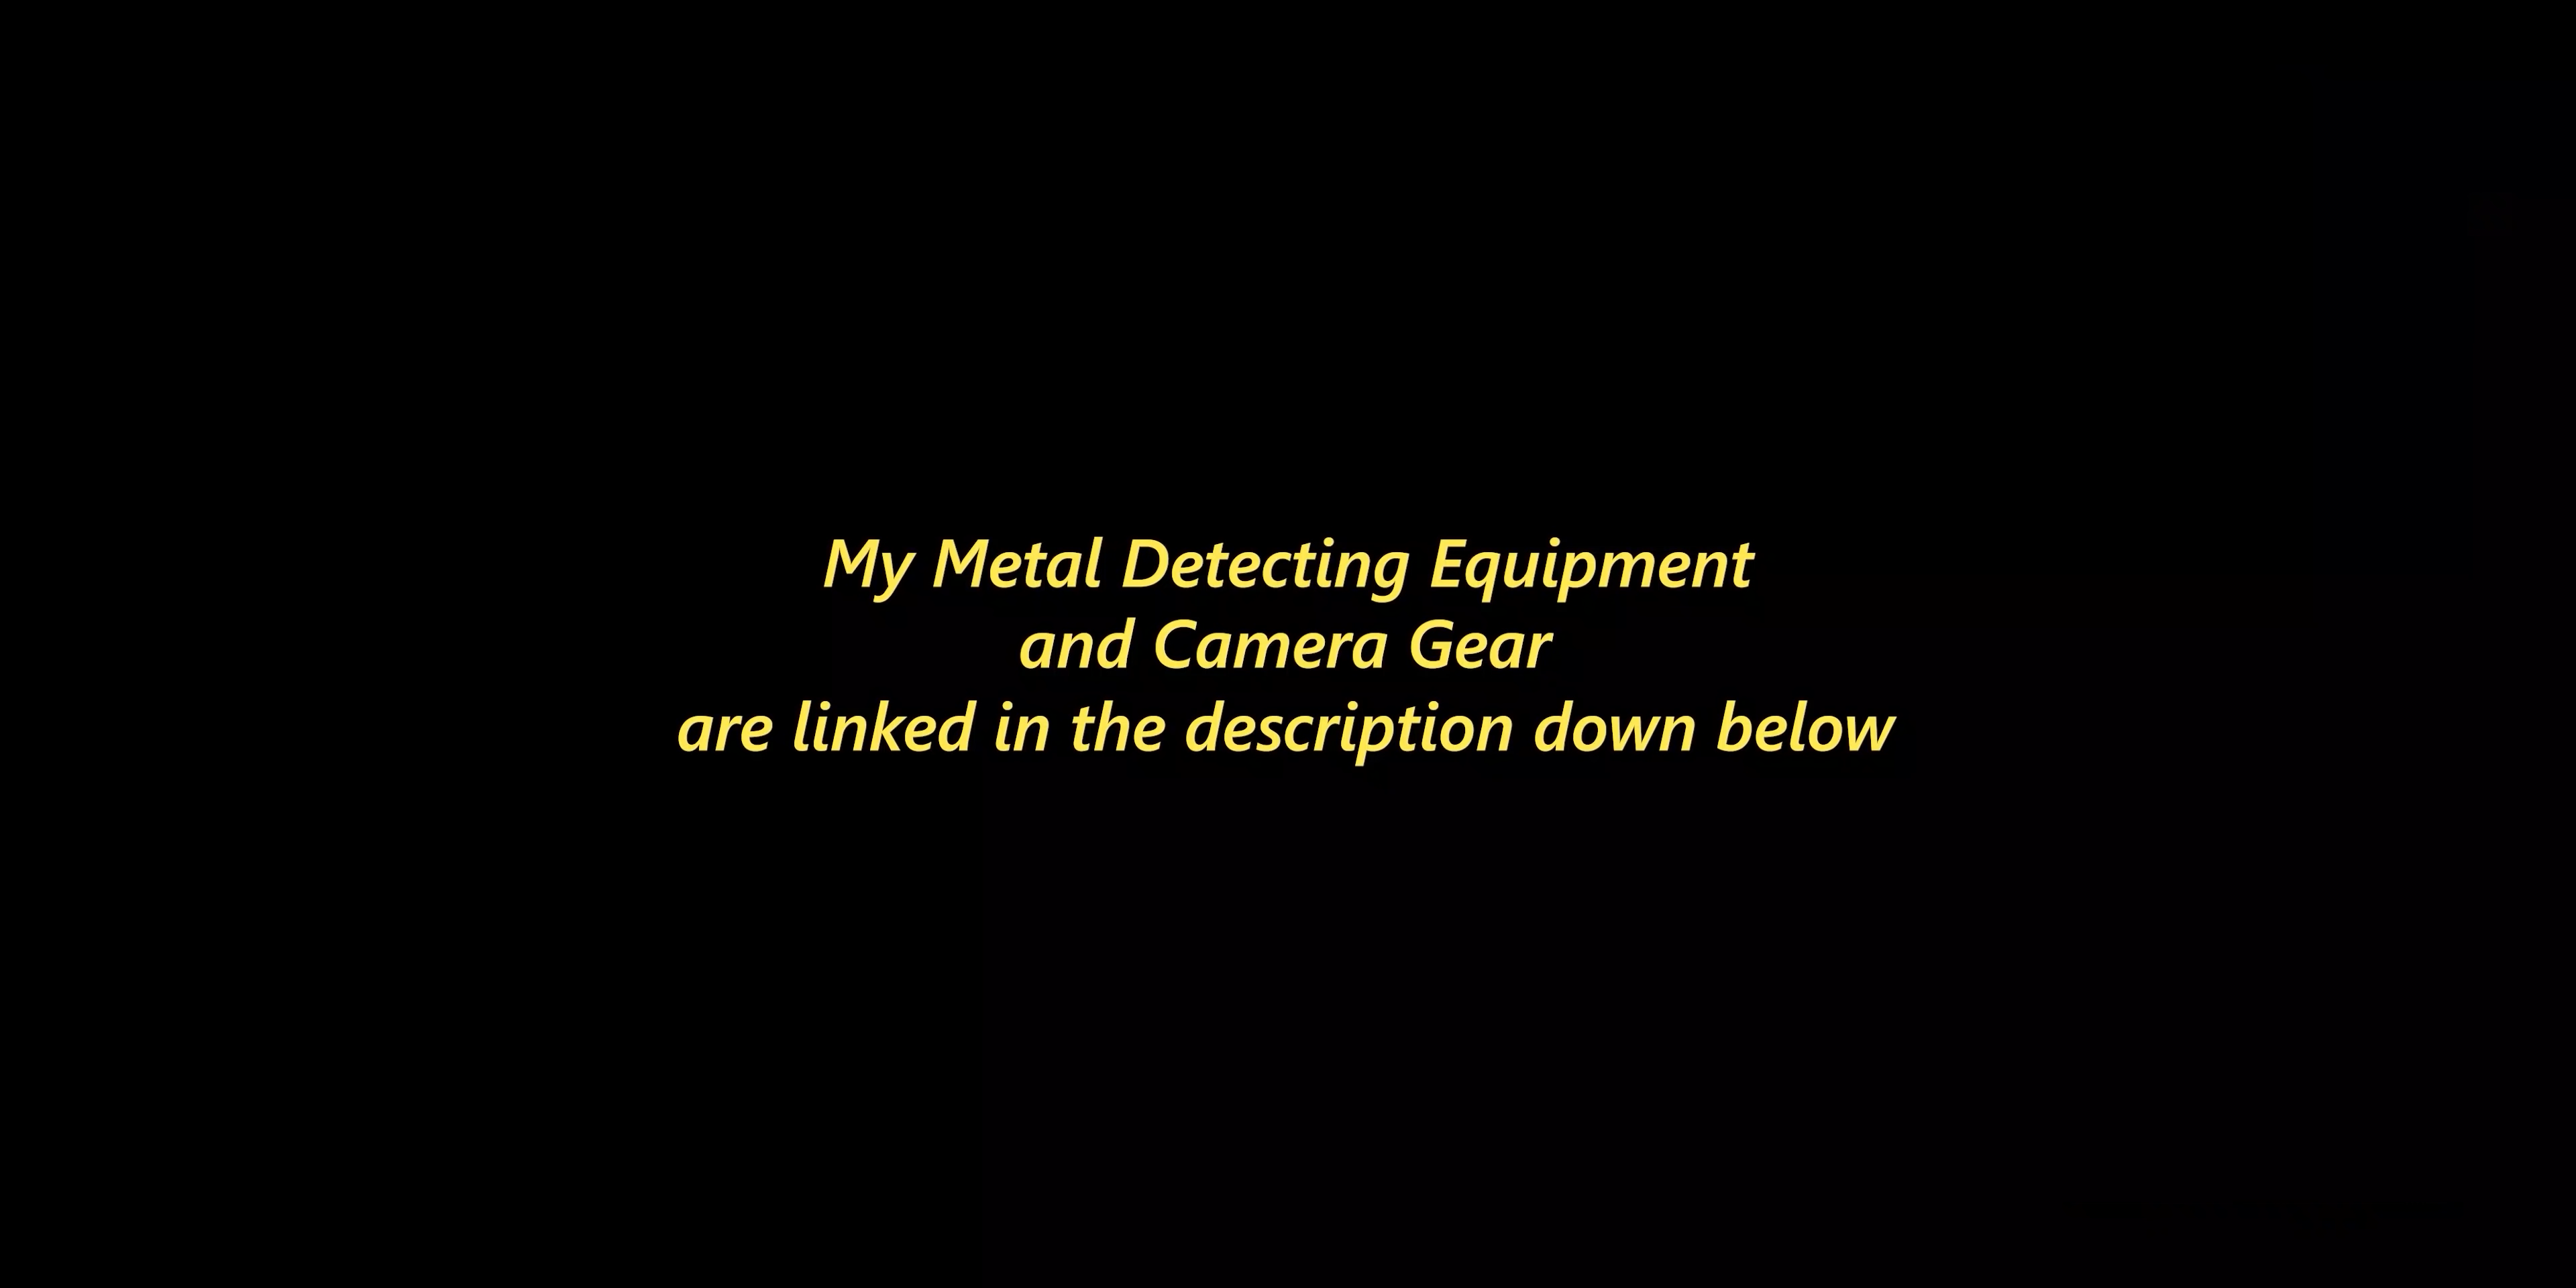 My Metal Detecting Equipment
and Camera Gear
are linked in the description down below